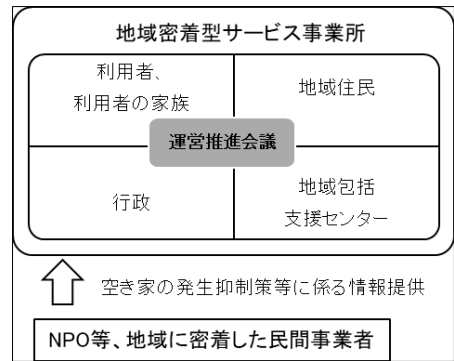 地域密着型サービス事業所
利用者、
利用者の家族
地域住民
運営推進会議
行政
地域包括
支援センター
空き家の発生抑制策等に係る情報提供
NPO等、地域に密着した民間事業者